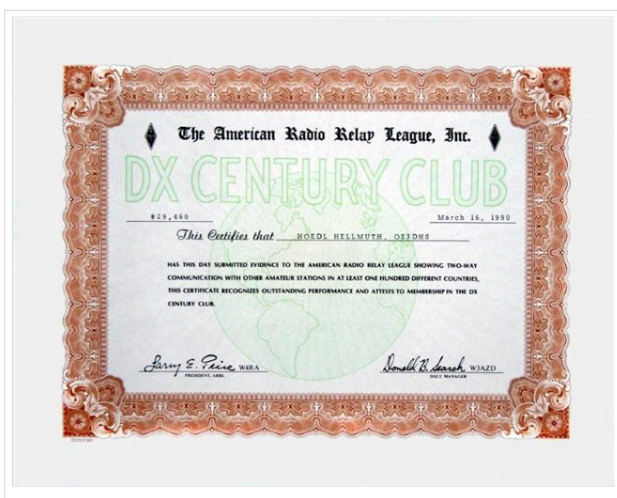 The American Radio Relay League, Inc.
DX CENTURY CLUB
#29,460
March 16, 1990
This Certifies that HOEDL HELLMUTH, OE3DHS
HAS THIS DAY SUBMITTED EVIDENCE TO THE AMERICAN RADIO RELAY LEAGUE SHOWING TWO-WAY
COMMUNICATION WITH OTHER AMATEUR STATIONS IN AT LEAST ONE HUNDRED DIFFERENT COUNTRIES,
THIS CERTIFICATE RECOGNIZES OUTSTANDING PERFORMANCE AND ATTESTS TO MEMBERSHIP IN THE DX
CENTURY CLUB.
Larry E. Price W4RA
Donald B. Search W3AZD
PRESIDENT, ARRL
DXCC MANAGER